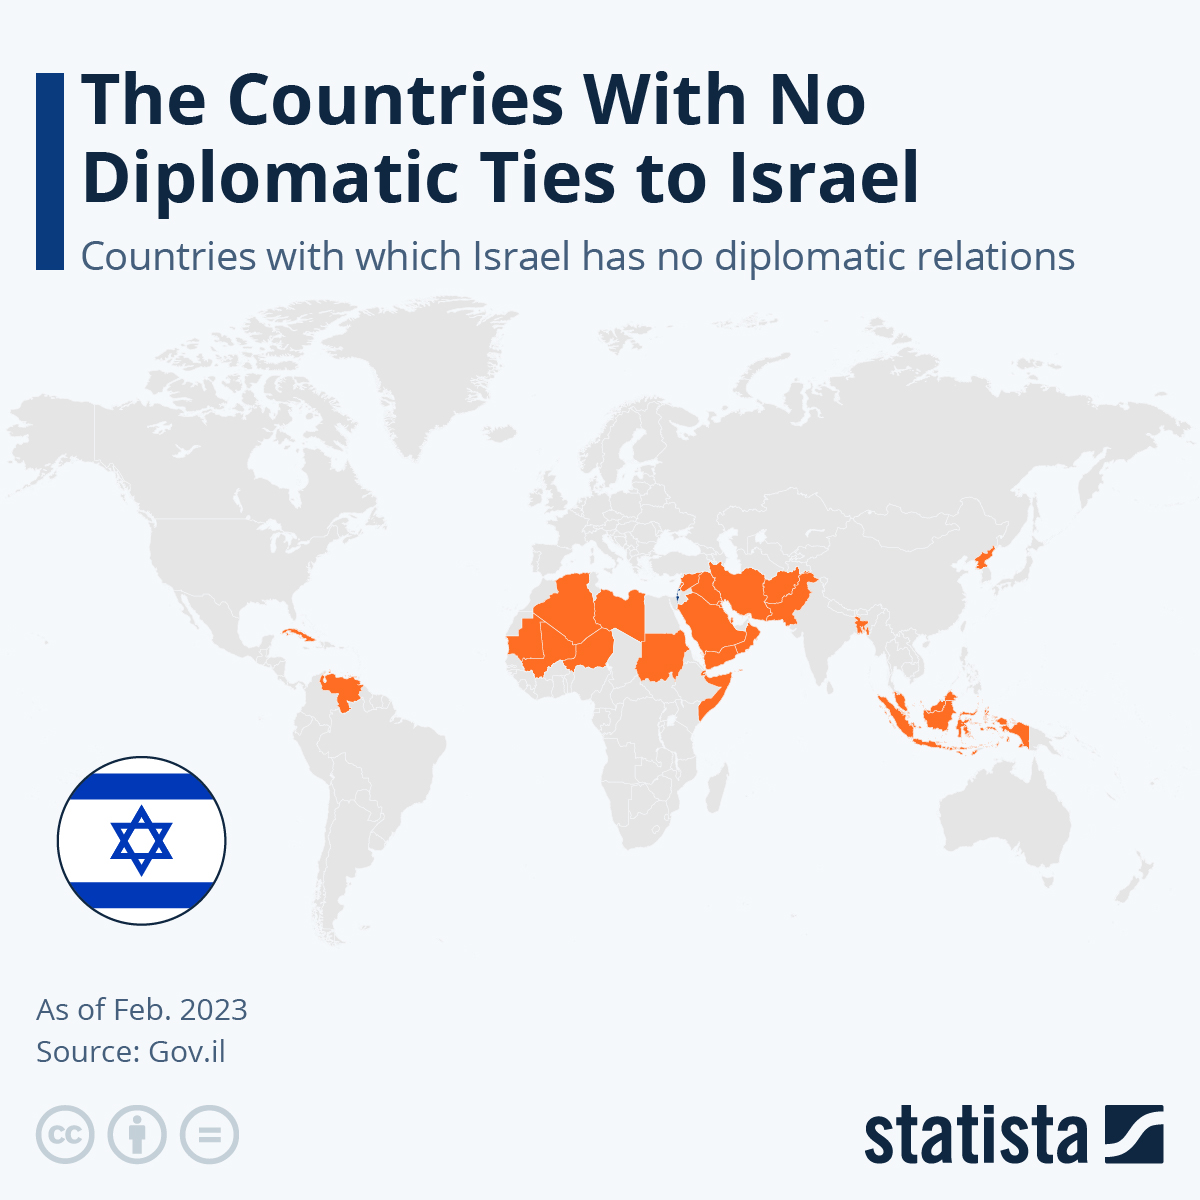 The Countries With No
Diplomatic Ties to Israel
Countries with which Israel has no diplomatic relations
As of Feb. 2023
Source: Gov.il
cc
statista